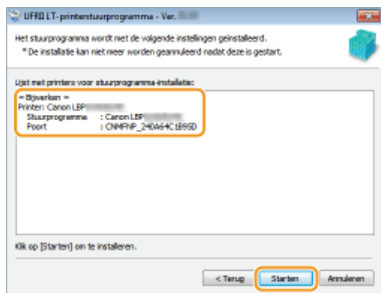 UFRII LT-printerstuurprogramma - Ver.
Het stuurprogramma wordt met de volgende instellingen geïnstalleerd.
* De installatie kan niet meer worden geannuleerd nadat deze is gestart.
Lijst met printers voor stuurprogramma-installatie:
= Bijwerken =
Printer: Canon LBP
Stuurprogramma : Canon LBP
Poort : CNMFNP_240A64C1B95D
Klik op [Starten] om te installeren.
< Terug Starten Annuleren